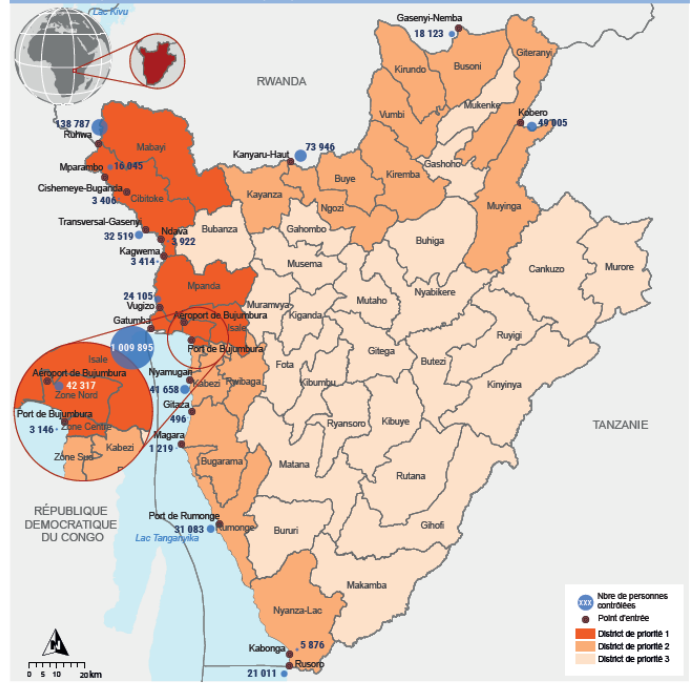 Lac Kivu
Gasenyi-Nemba
18 123
Giteranyi
Kirundo
Busoni
RWANDA
Mukenke
Vumbi
Kobero
49 005
138 787
Ruhwa
Mabayi
Kanyaru-Haut
73 946
Gashoho
Mparambo
16 045
Buye
Kiremba
Cishemeye-Buganda
3 406
Cibitoke
Kayanza
Ngozi
Muyinga
Transversal-Gasenyi
Ndava
32 519
3 922
Bubanza
Gahombo
Buhiga
Kagwema
3 414
Musema
Cankuzo
Murore
Mpanda
Nyabikere
24 105
Vugizo
Muramvya
Mutaho
Gatumba
Aéroport de Bujumbura
Isale
Kiganda
Ruyigi
1 009 895
Port de Bujumbura
Gitega
Butezi
Isale
Aéroport de Bujumbura
42 317
Zone Nord
Nyamugari
41 658
Kabezi
Rwibaga
Fota
Kibumbu
Kinyinya
Port de Bujumbura
3 146
Zone Centre
Gitaza
496
Ryansoro
Kibuye
TANZANIE
Magara
1 219
Zone Sud
Kabezi
Bugarama
Matana
Rutana
RÉPUBLIQUE
DEMOCRATIQUE
DU CONGO
Port de Rumonge
31 083
Rumonge
Bururi
Gihofi
Lac Tanganyika
Makamba
Nyanza-Lac
Nbre de personnes
contrôlées
xxx
Point d'entrée
District de priorité 1
District de priorité 2
District de priorité 3
N
Kabonga
5 876
Rusoro
21 011
0 5 10 20 km